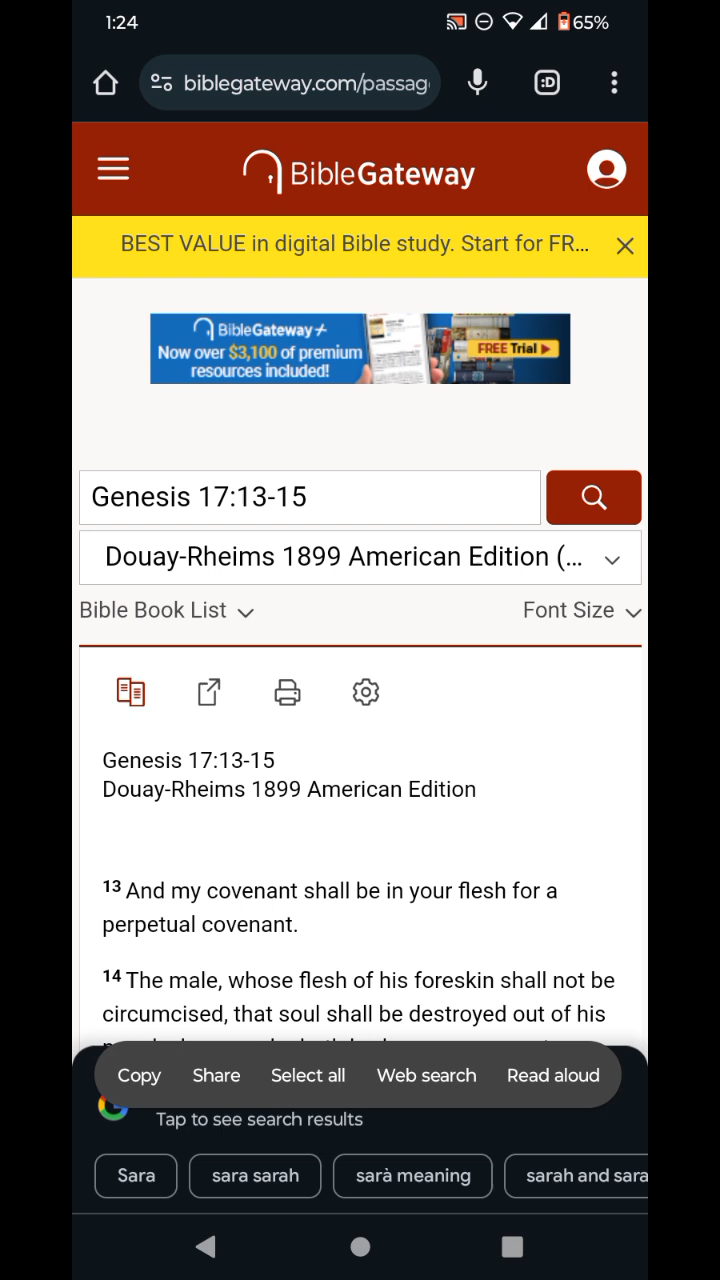 1:24
65%
biblegateway.com/passag
:D
BibleGateway
BEST VALUE in digital Bible study. Start for FR...
BibleGateway+
Now over $3,100 of premium
resources included!
FREE Trial
Genesis 17:13-15
Douay-Rheims 1899 American Edition (...
Bible Book List
Font Size
Genesis 17:13-15
Douay-Rheims 1899 American Edition
13 And my covenant shall be in your flesh for a
perpetual covenant.
14 The male, whose flesh of his foreskin shall not be
circumcised, that soul shall be destroyed out of his
Copy Share Select all Web search Read aloud
Tap to see search results
Sara
sara sarah
sarà meaning
sarah and sara